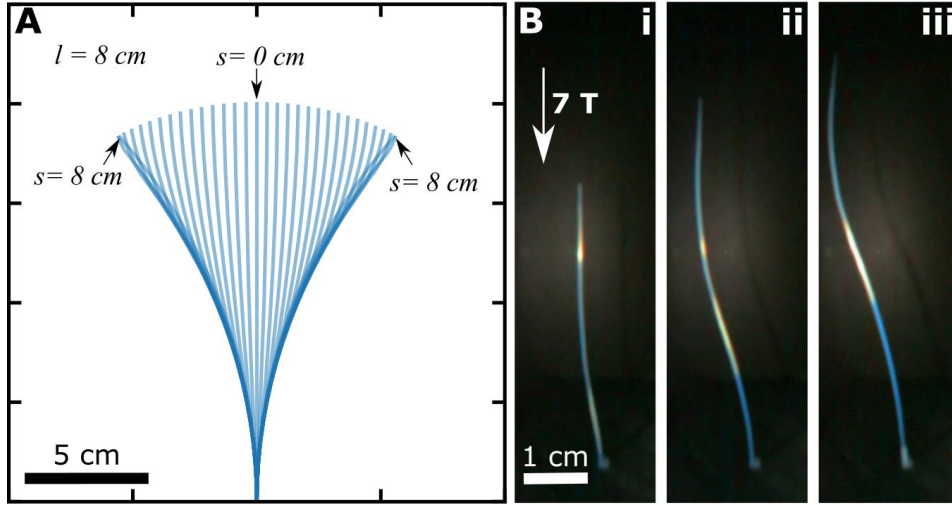 A
l = 8 cm
s= 0 cm
s= 8 cm
s= 8 cm
5 cm
B
i
ii
iii
7 T
1 cm